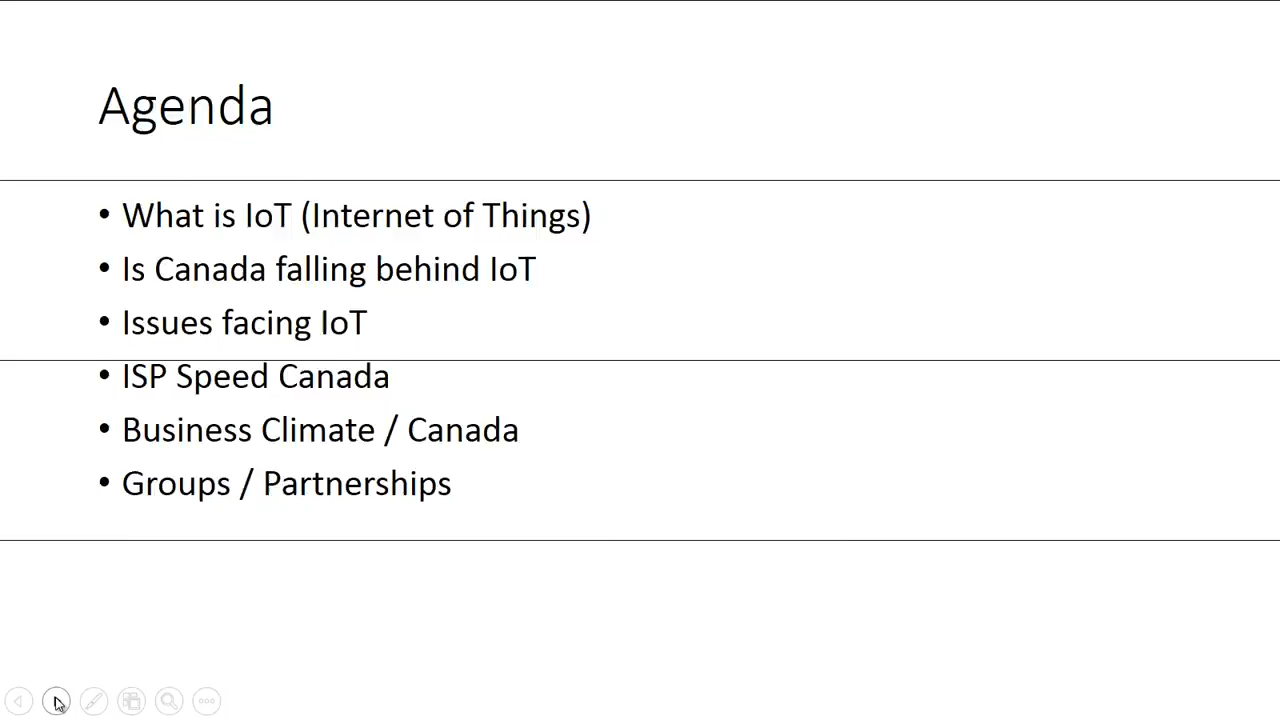 Agenda
• What is IoT (Internet of Things)
• Is Canada falling behind IoT
• Issues facing IoT
• ISP Speed Canada
• Business Climate / Canada
• Groups / Partnerships